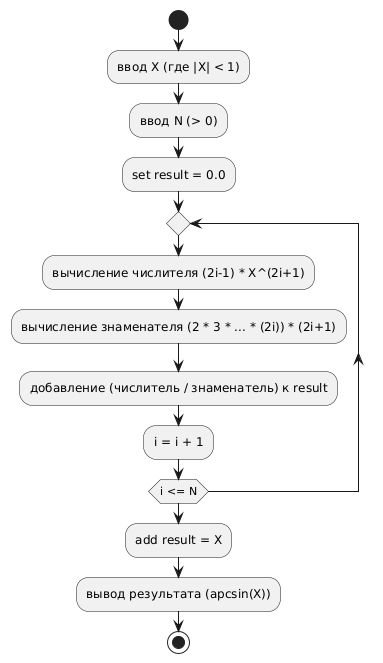 ввод X (где |X| < 1)
ввод N (> 0)
set result = 0.0
вычисление числителя (2i-1) * X^(2i+1)
вычисление знаменателя (2 * 3 * ... * (2i)) * (2i+1)
добавление (числитель / знаменатель) к result
i = i + 1
i <= N
add result = X
вывод результата (apcsin(X))